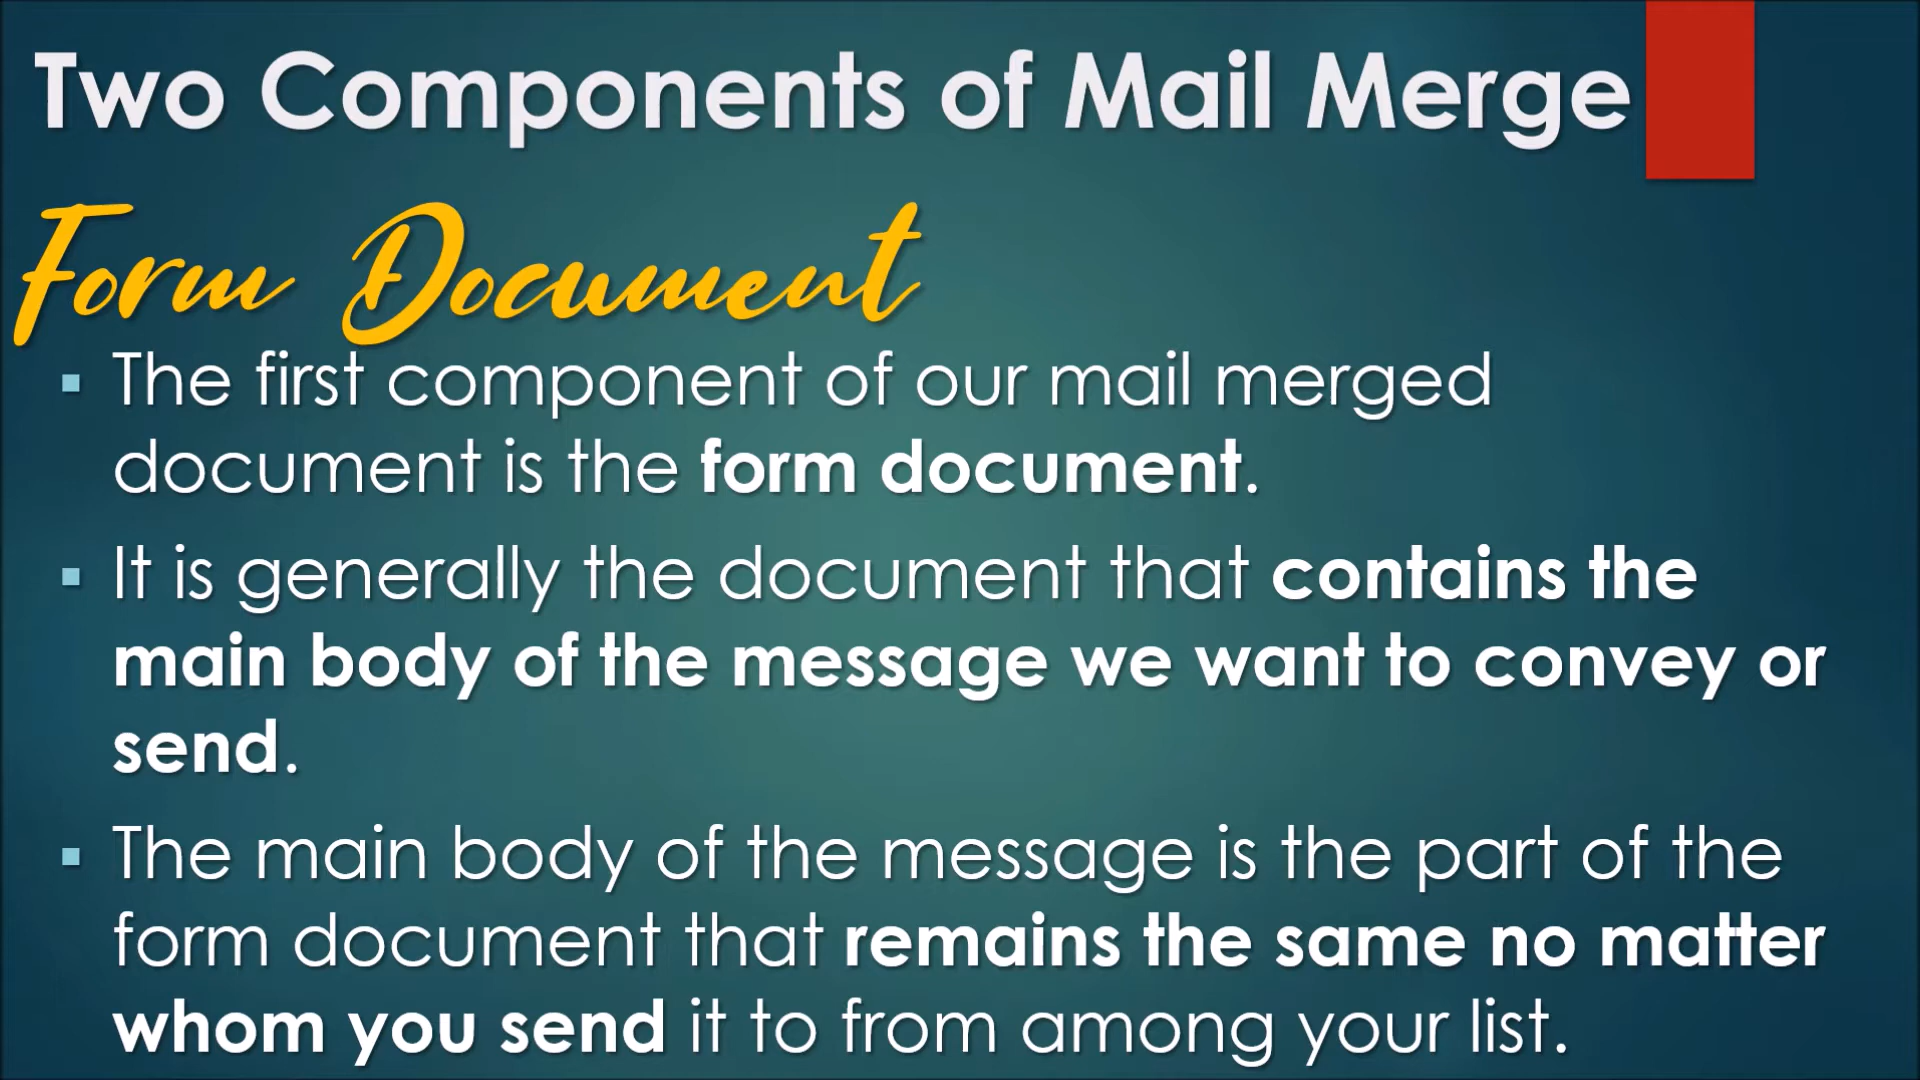 Two Components of Mail Merge
Form Document
▪ The first component of our mail merged
document is the form document.
▪ It is generally the document that contains the
main body of the message we want to convey or
send.
▪ The main body of the message is the part of the
form document that remains the same no matter
whom you send it to from among your list.